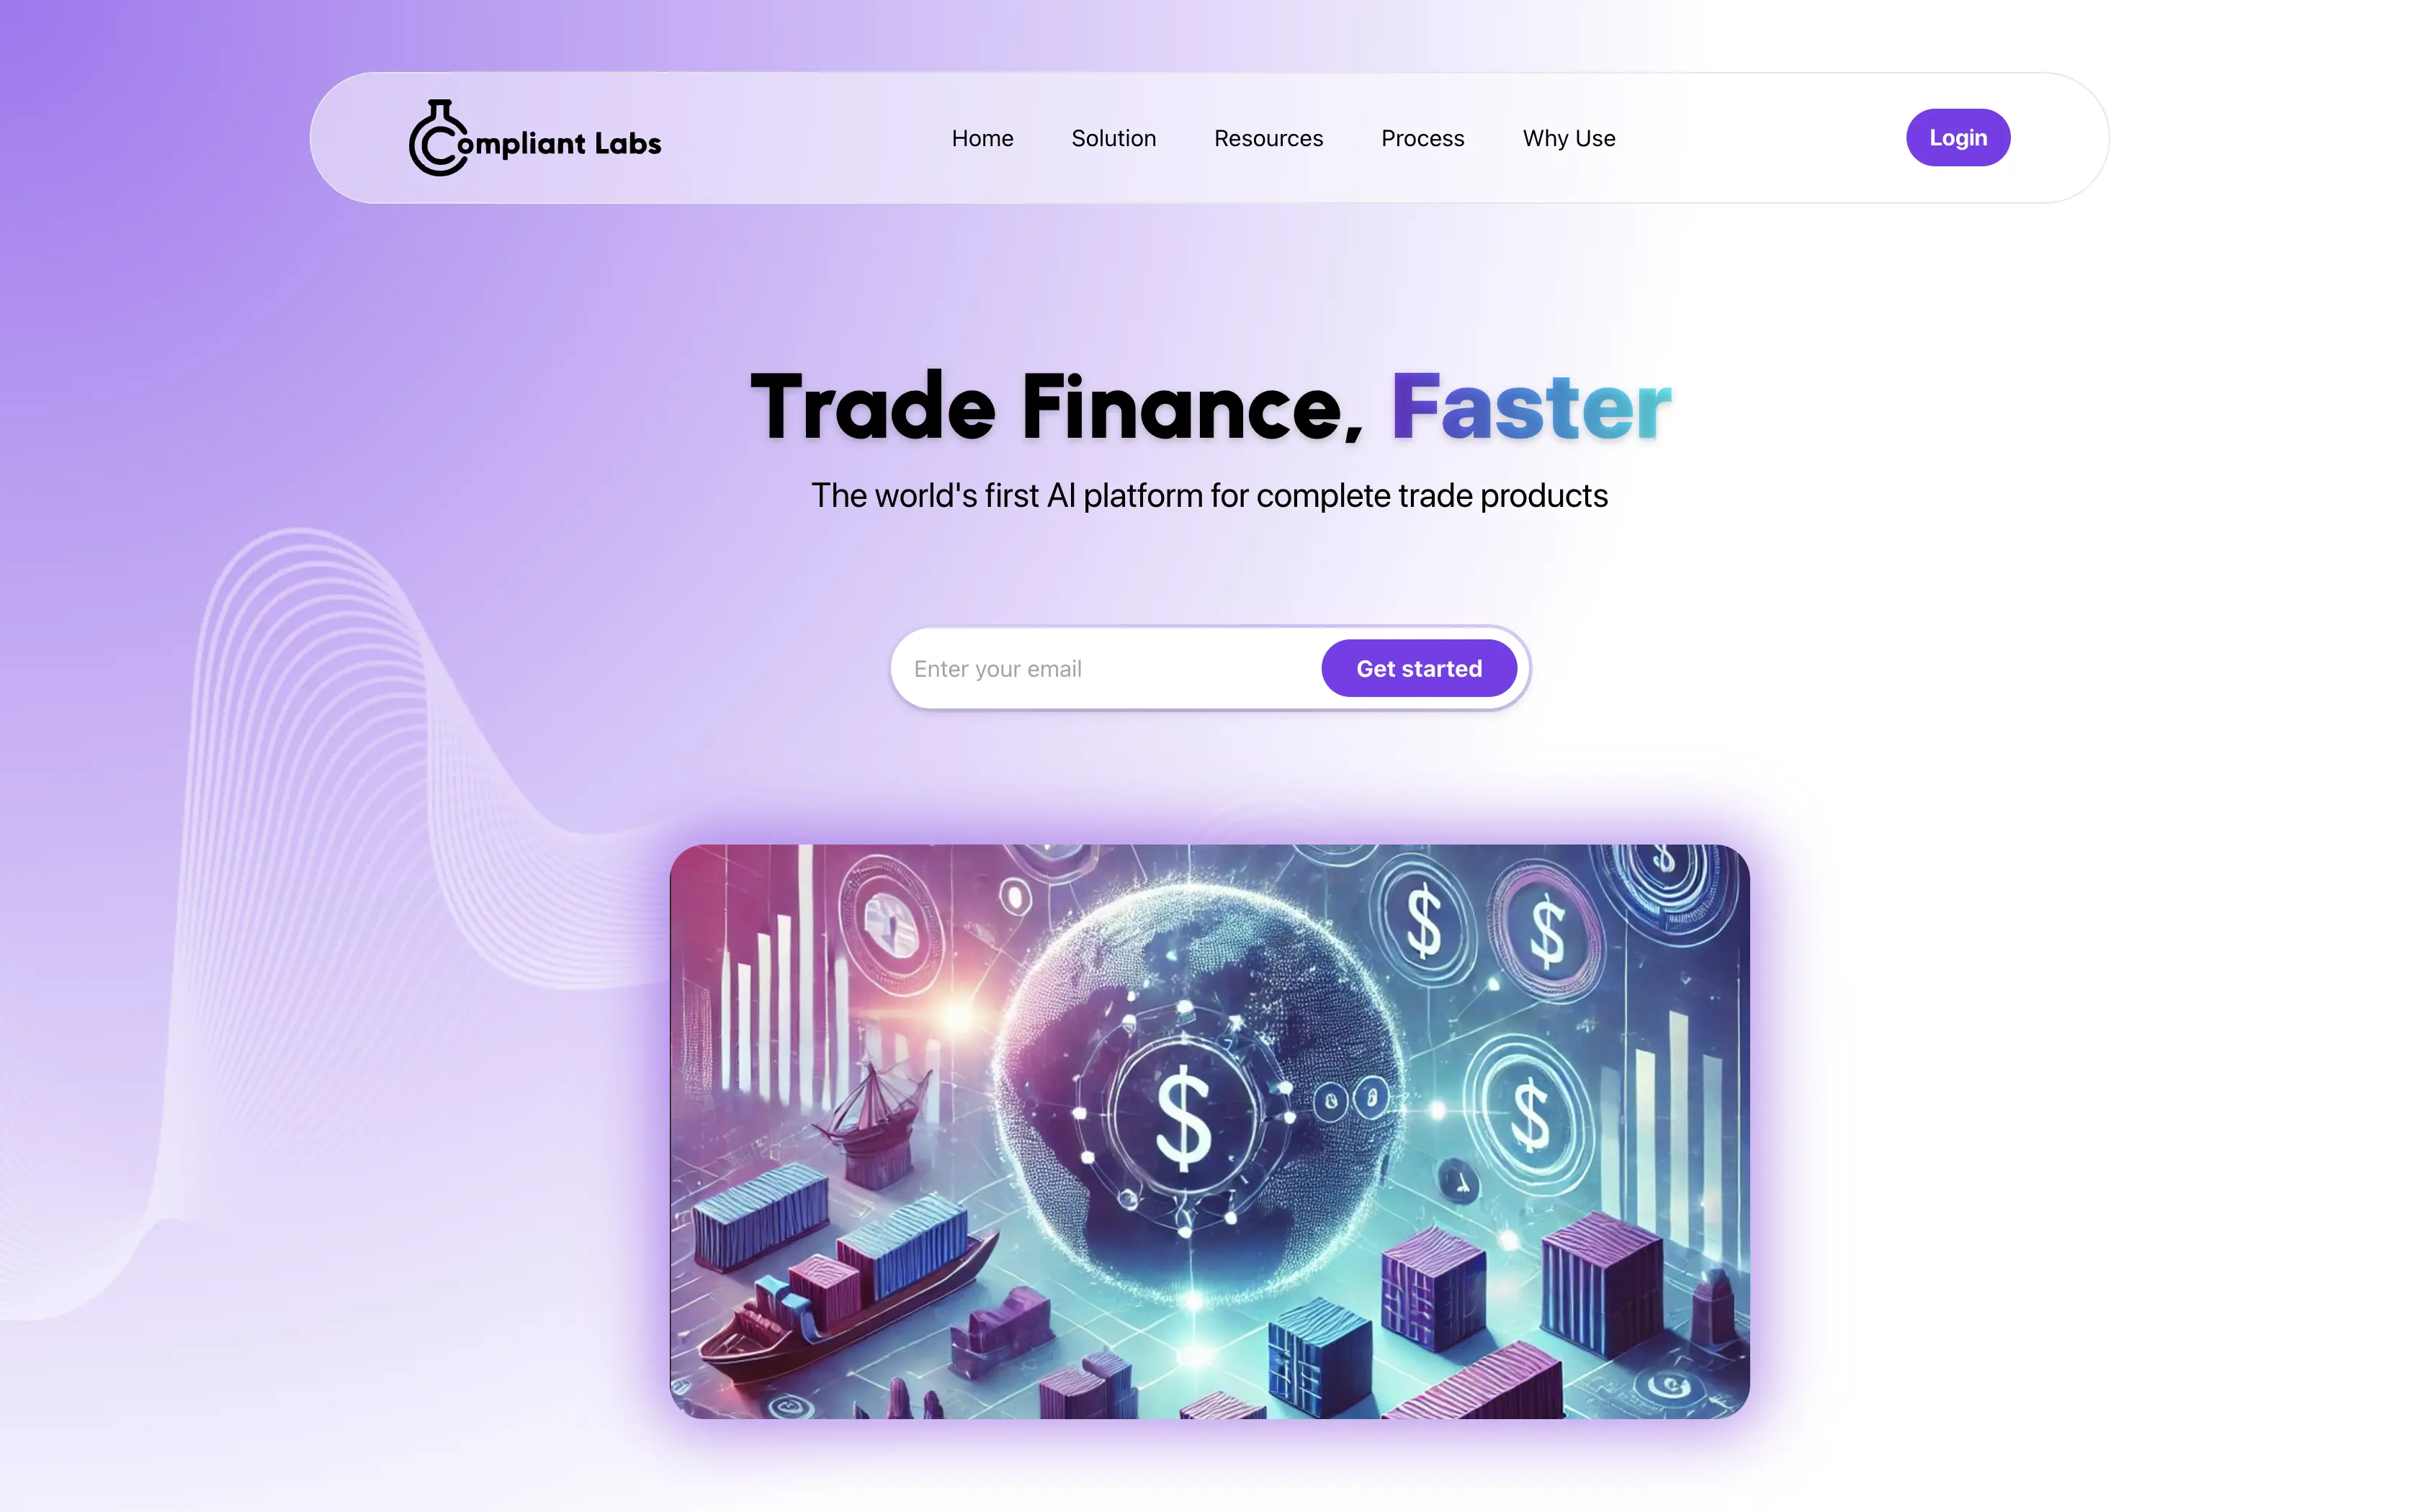 Compliant Labs
Home
Solution
Resources
Process
Why Use
Login
Trade Finance, Faster
The world's first AI platform for complete trade products
Enter your email
Get started
$
$
$
$
$